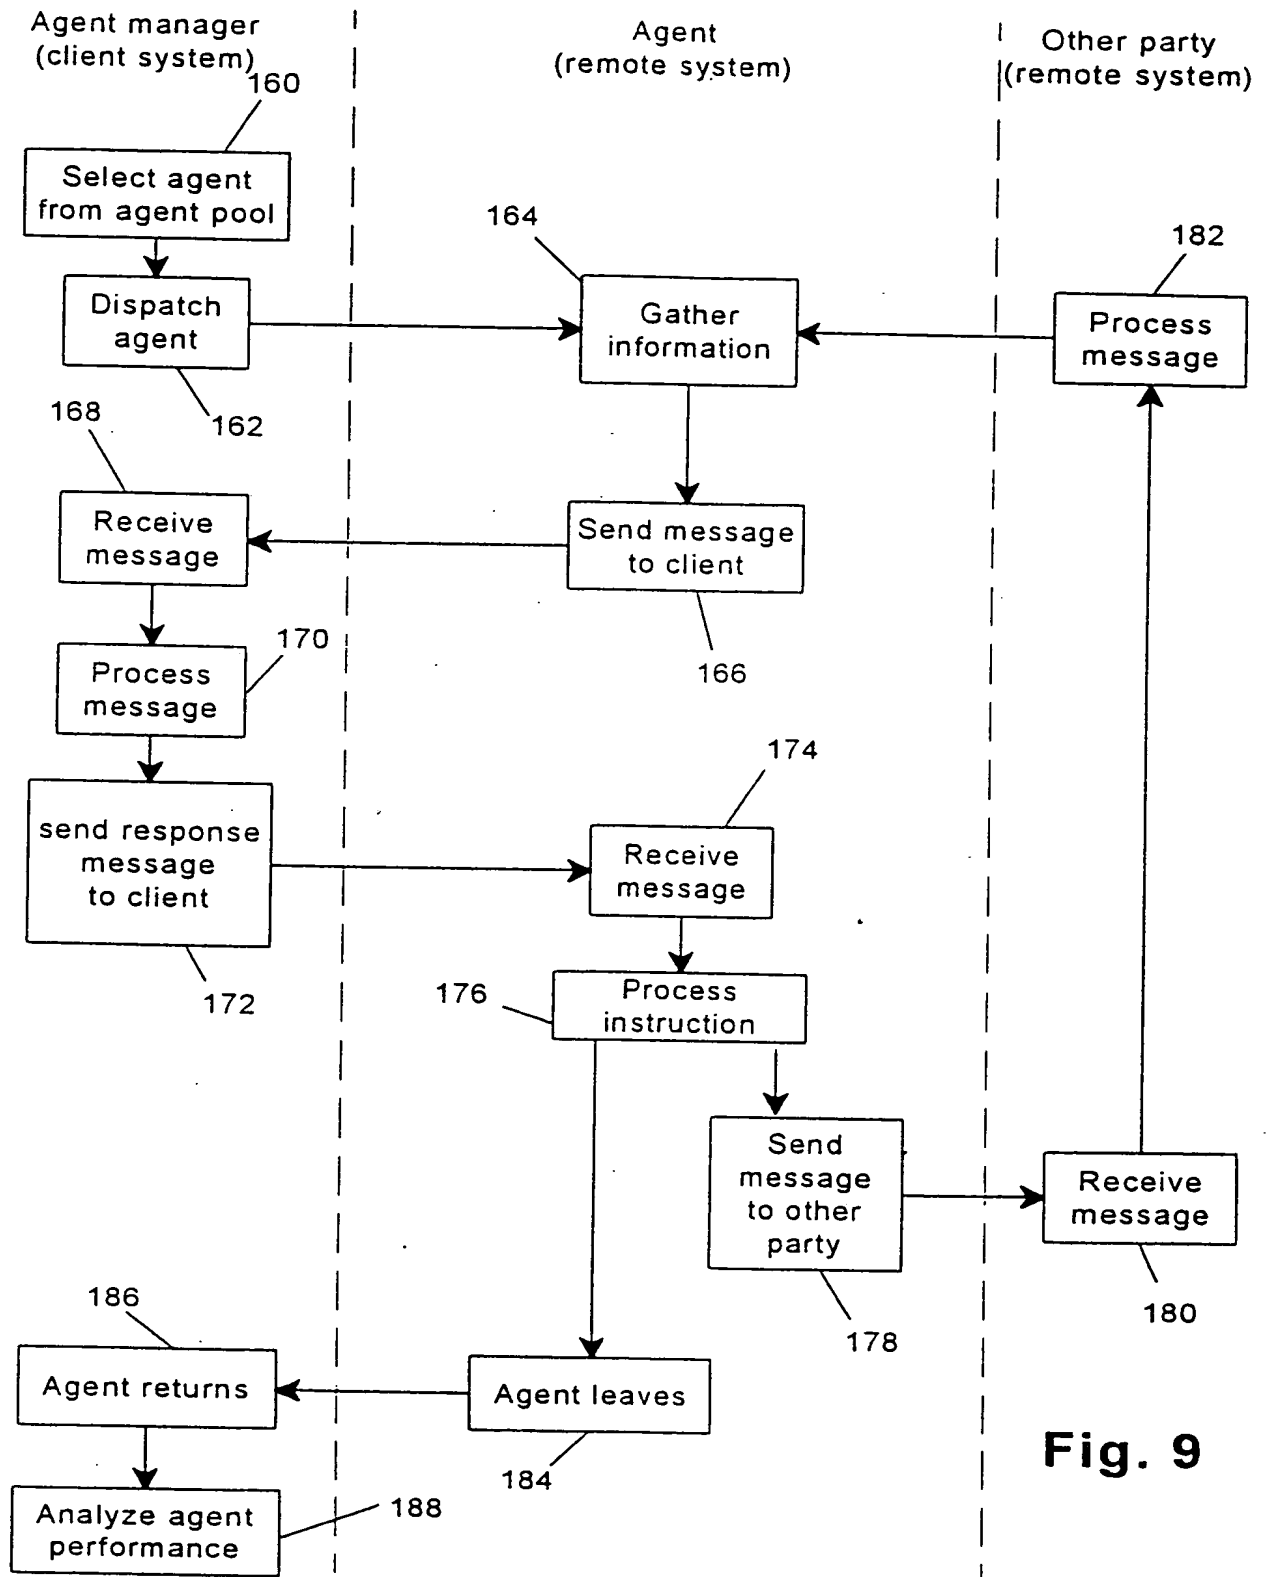 Agent manager
(client system)
Agent
(remote system)
Other party
(remote system)
160
Select agent
from agent pool
164
182
Dispatch
agent
Gather
information
Process
message
162
168
Receive
message
Send message
to client
170
166
Process
message
174
send response
message
to client
Receive
message
172
176
Process
instruction
Send
message
to other
party
Receive
message
186
178
180
Agent returns
Agent leaves
184
Fig. 9
188
Analyze agent
performance